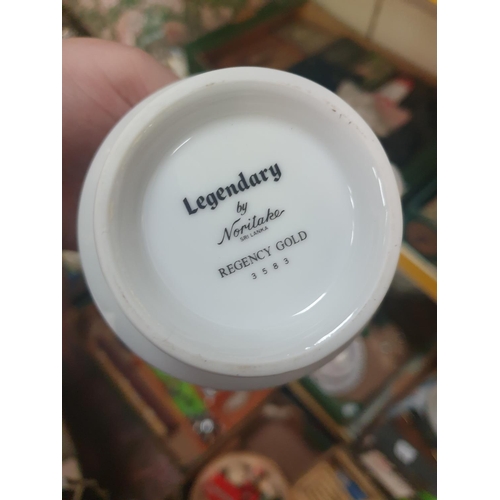 Legendary
by
Noritake
SRI LANKA
REGENCY GOLD
3583